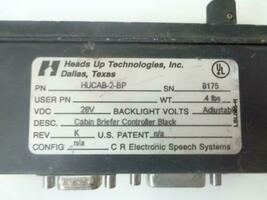 Heads Up Technologies, Inc.
Dallas, Texas
PN HUCAB-2-BP SN 8175
USER PN WT. .4 lbs
VDC 28V BACKLIGHT VOLTS Adjustable
DESC. Cabin Briefer Controller Black
REV K U.S. PATENT n/a
CONFIG n/a C R Electronic Speech Systems